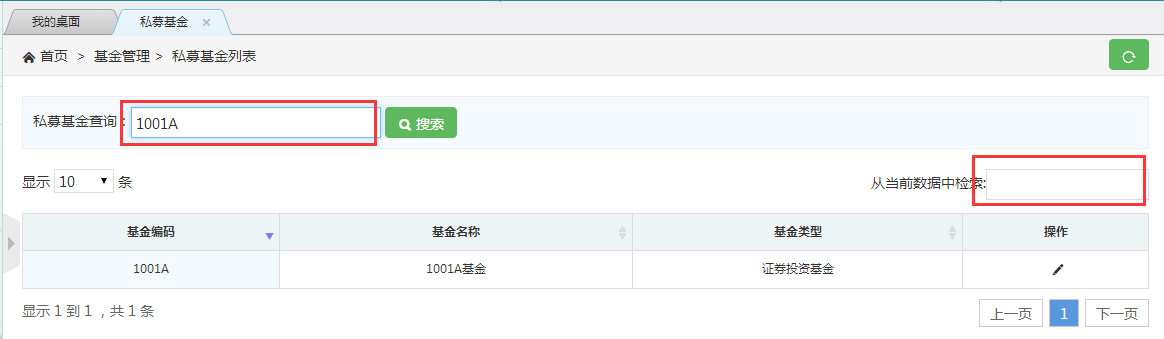 我的桌面 私募基金 ×
首页 > 基金管理 > 私募基金列表
私募基金查询: 1001A 搜索
显示 10 条 从当前数据中检索:
基金编码 基金名称 基金类型 操作
1001A 1001A基金 证券投资基金
显示 1 到 1 ，共 1 条 上一页 1 下一页